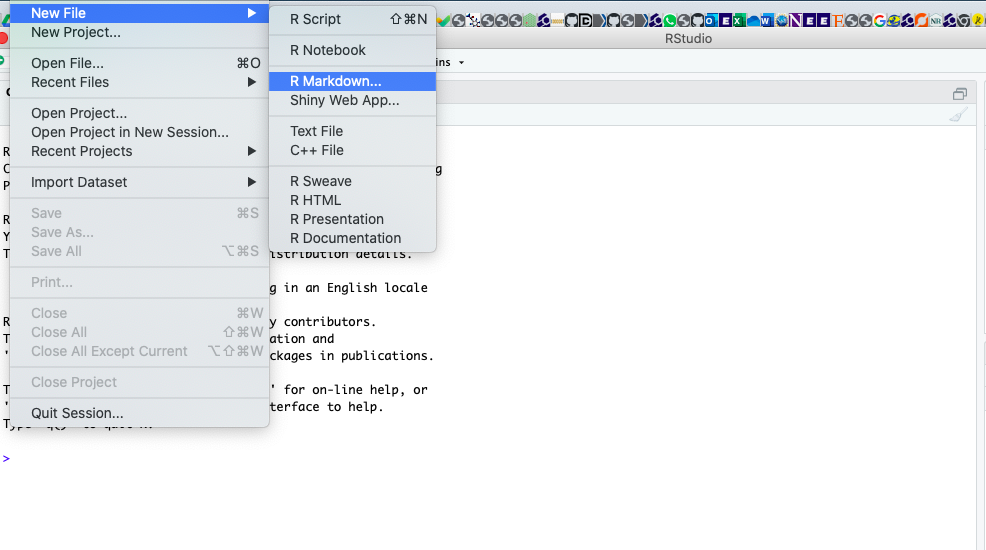 New File
New Project...
Open File... ⌘O
Recent Files
Open Project...
Open Project in New Session...
Recent Projects
Import Dataset
Save ⌘S
Save As...
Save All ⌥⌘S
Print...
Close ⌘W
Close All ⇧⌘W
Close All Except Current ⌥⇧⌘W
Close Project
Quit Session...
R Script ⇧⌘N
R Notebook
R Markdown...
Shiny Web App...
Text File
C++ File
R Sweave
R HTML
R Presentation
R Documentation
RStudio
ins
R
C g
P
R
Y
T istribution details.
g in an English locale
R y contributors.
T ation and
' ckages in publications.
T ' for on-line help, or
' terface to help.
>